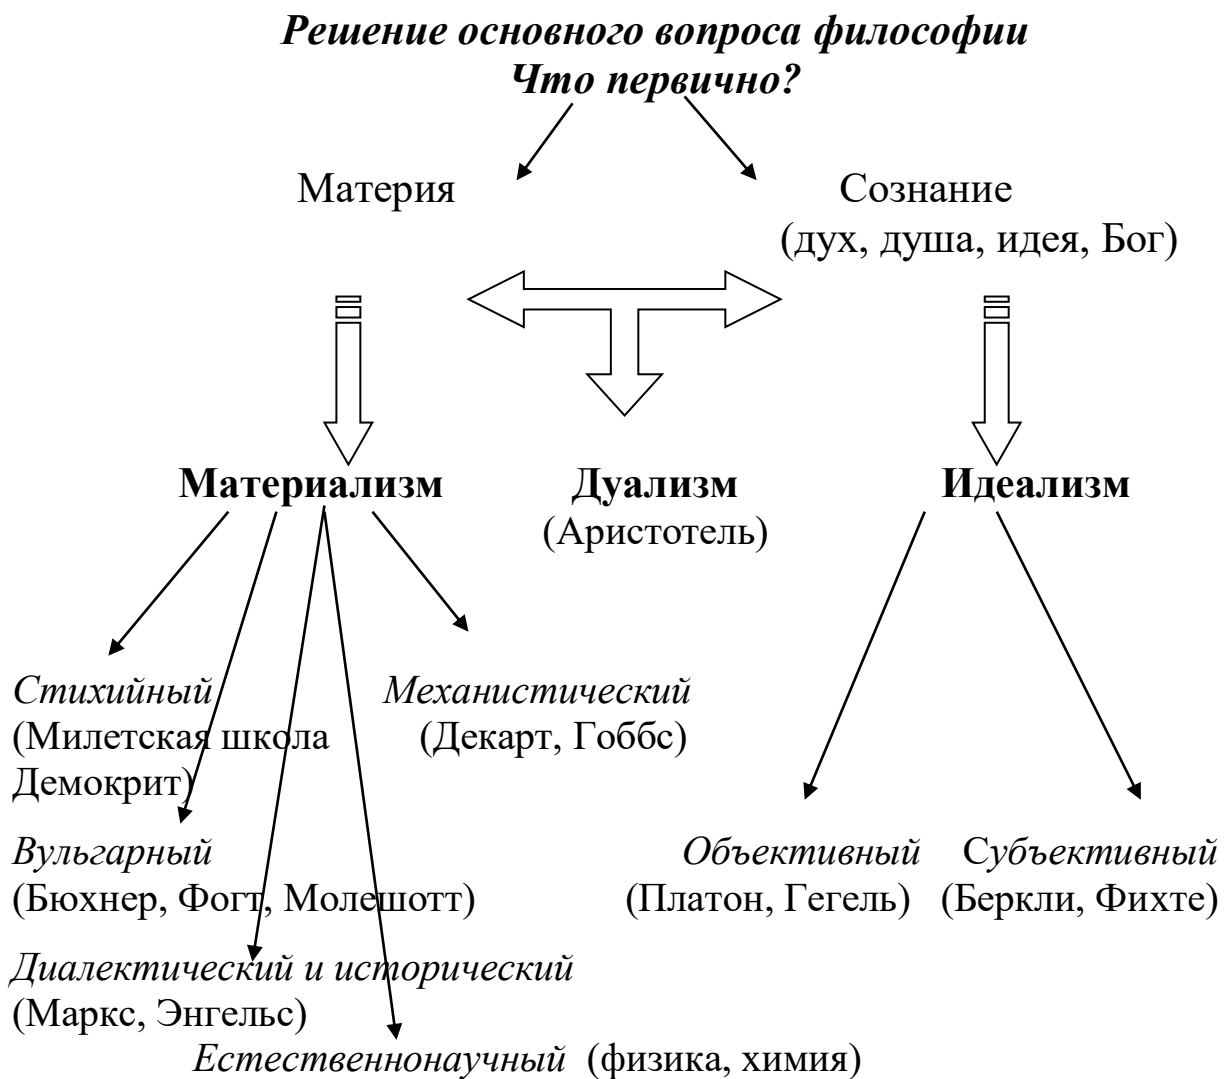 Решение основного вопроса философии
Что первично?
Материя
Сознание
(дух, душа, идея, Бог)
Материализм
Дуализм
(Аристотель)
Идеализм
Стихийный
(Милетская школа
Демокрит)
Механистический
(Декарт, Гоббс)
Вульгарный
(Бюхнер, Фогт, Молешотт)
Объективный
(Платон, Гегель)
Субъективный
(Беркли, Фихте)
Диалектический и исторический
(Маркс, Энгельс)
Естественнонаучный (физика, химия)